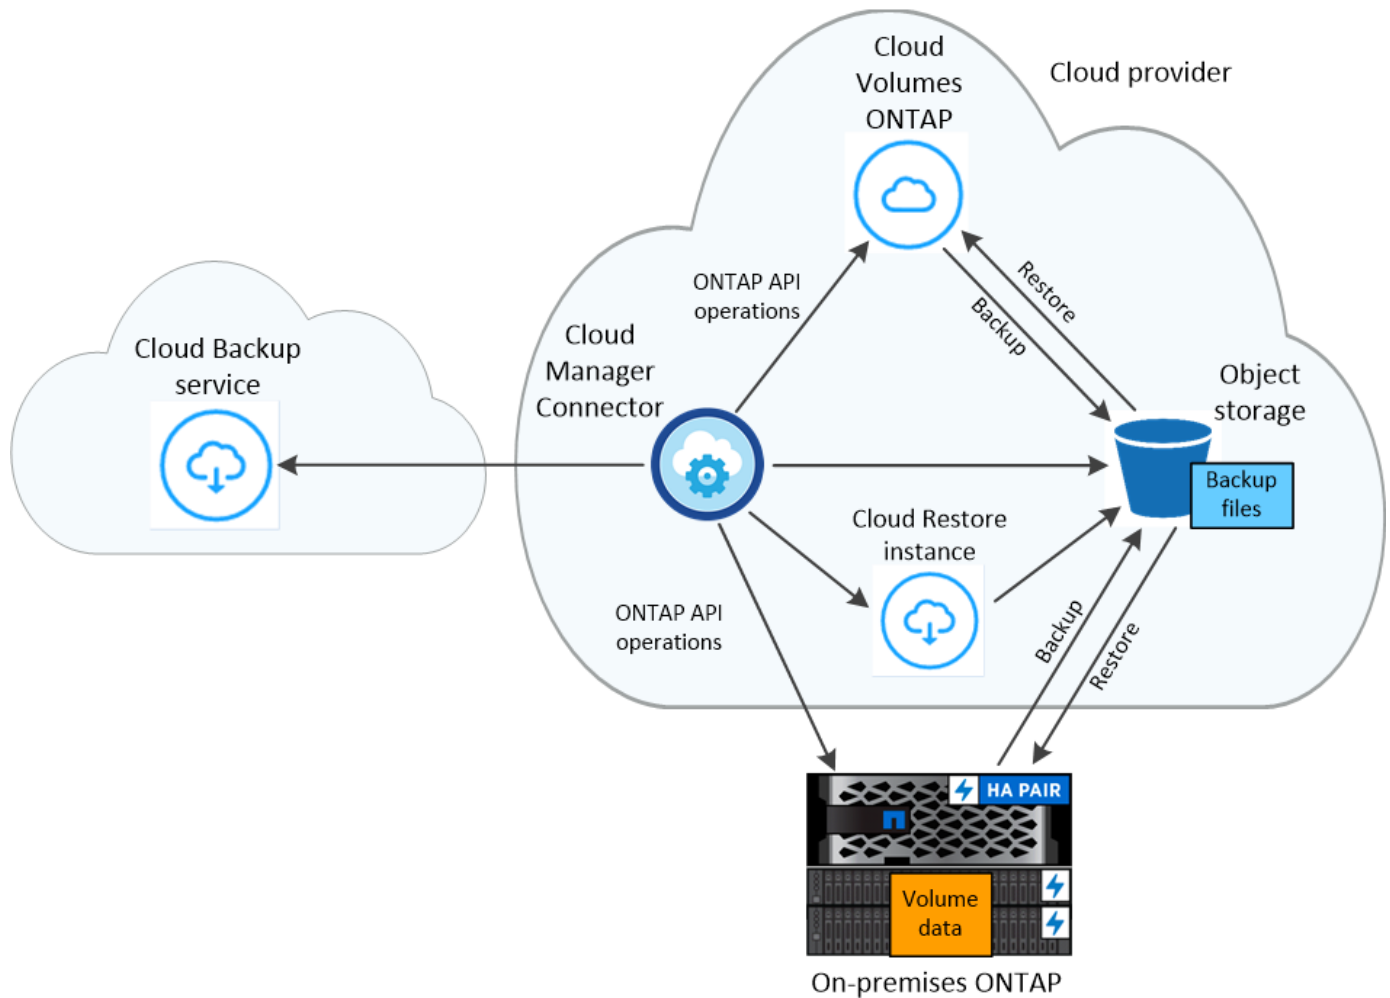 Cloud
Volumes
ONTAP
Cloud provider
ONTAP API
operations
Restore
Backup
Cloud
Manager
Connector
Cloud Backup
service
Object
storage
Backup
files
Cloud Restore
instance
ONTAP API
operations
Backup
Restore
HA PAIR
Volume
data
On-premises ONTAP